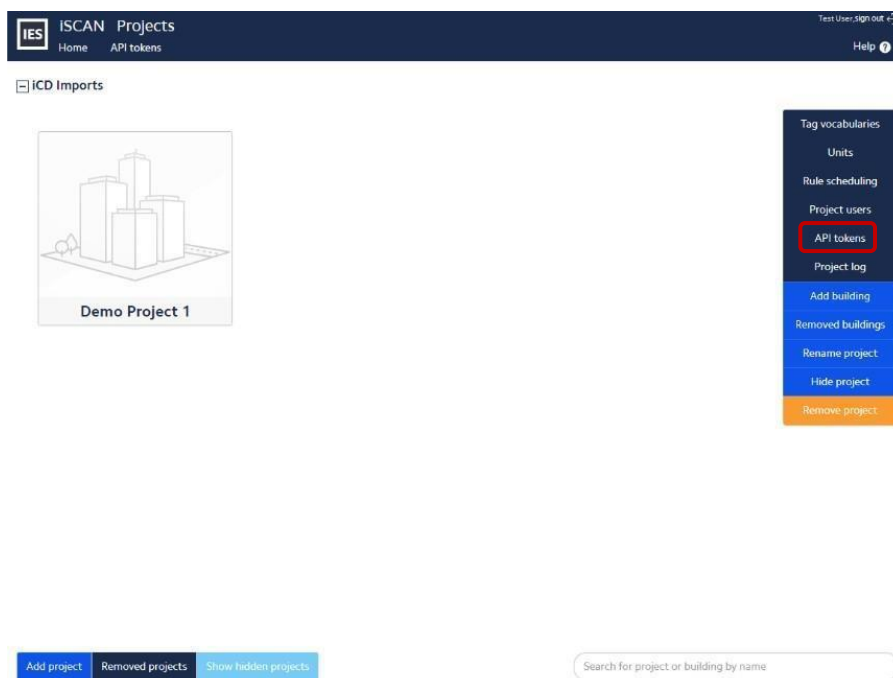 IES
iSCAN Projects
Test User,sign out
Home API tokens
Help ?
iCD Imports
Demo Project 1
Tag vocabularies
Units
Rule scheduling
Project users
API tokens
Project log
Add building
Removed buildings
Rename project
Hide project
Remove project
Add project Removed projects Show hidden projects
Search for project or building by name